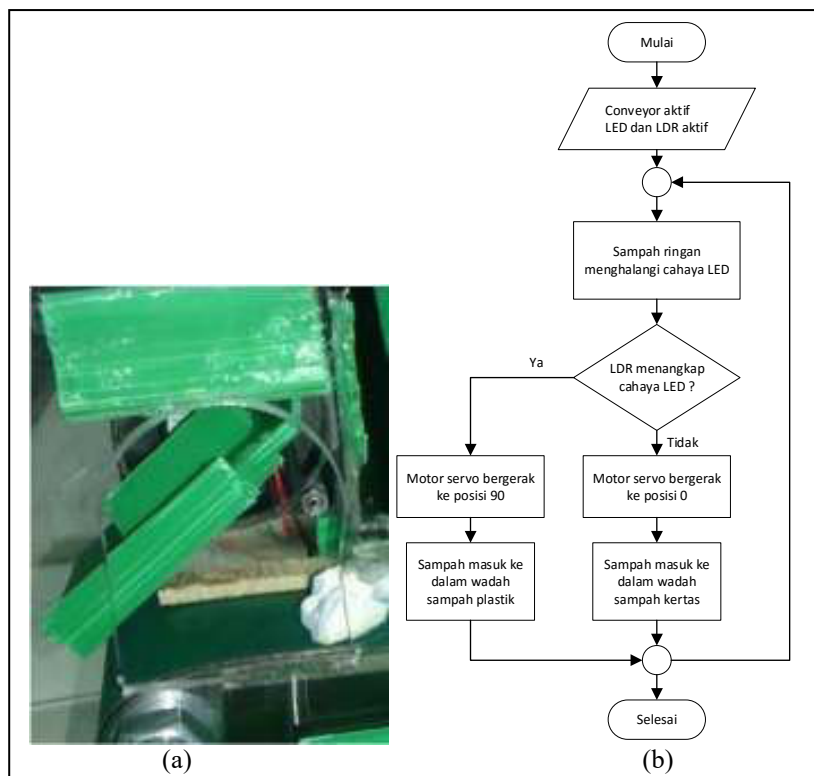 Mulai
Conveyor aktif
LED dan LDR aktif
Sampah ringan
menghalangi cahaya LED
LDR menangkap
cahaya LED ?
Ya
Tidak
Motor servo bergerak
ke posisi 90
Motor servo bergerak
ke posisi 0
Sampah masuk ke
dalam wadah
sampah plastik
Sampah masuk ke
dalam wadah
sampah kertas
Selesai
(a)
(b)